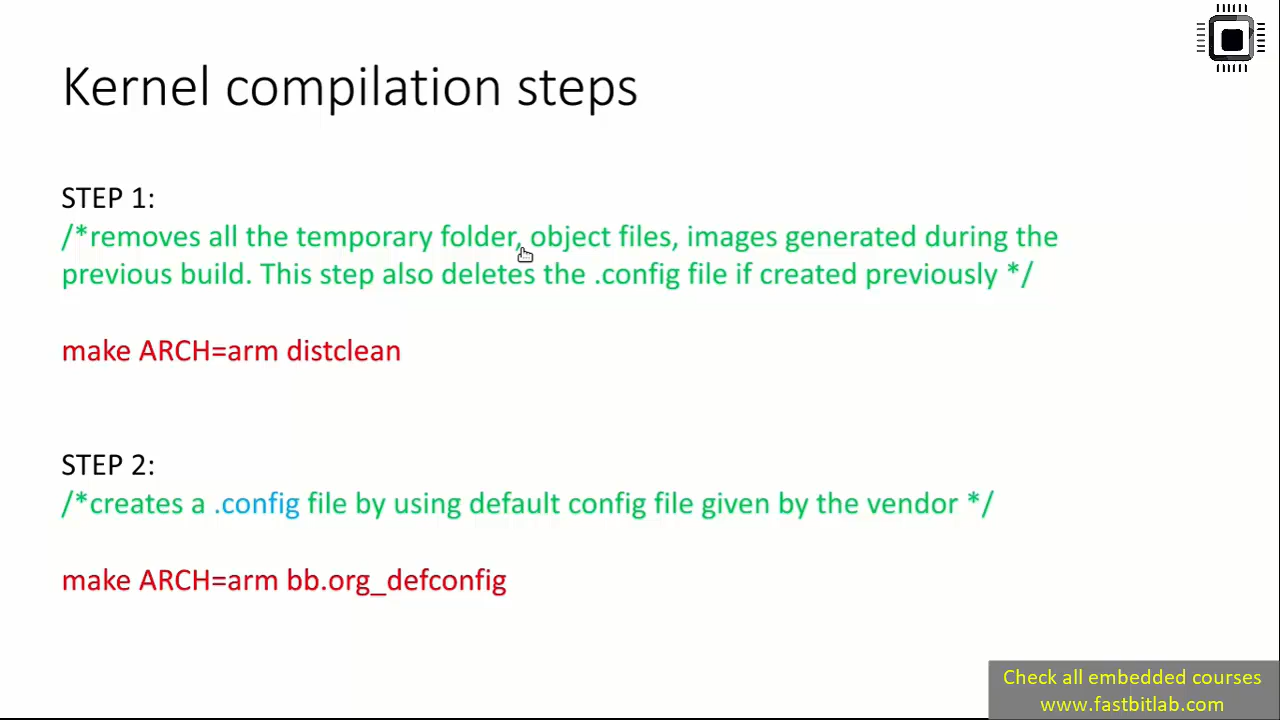 Kernel compilation steps
STEP 1:
/*removes all the temporary folder, object files, images generated during the
previous build. This step also deletes the .config file if created previously */
make ARCH=arm distclean
STEP 2:
/*creates a .config file by using default config file given by the vendor */
make ARCH=arm bb.org_defconfig
Check all embedded courses
www.fastbitlab.com